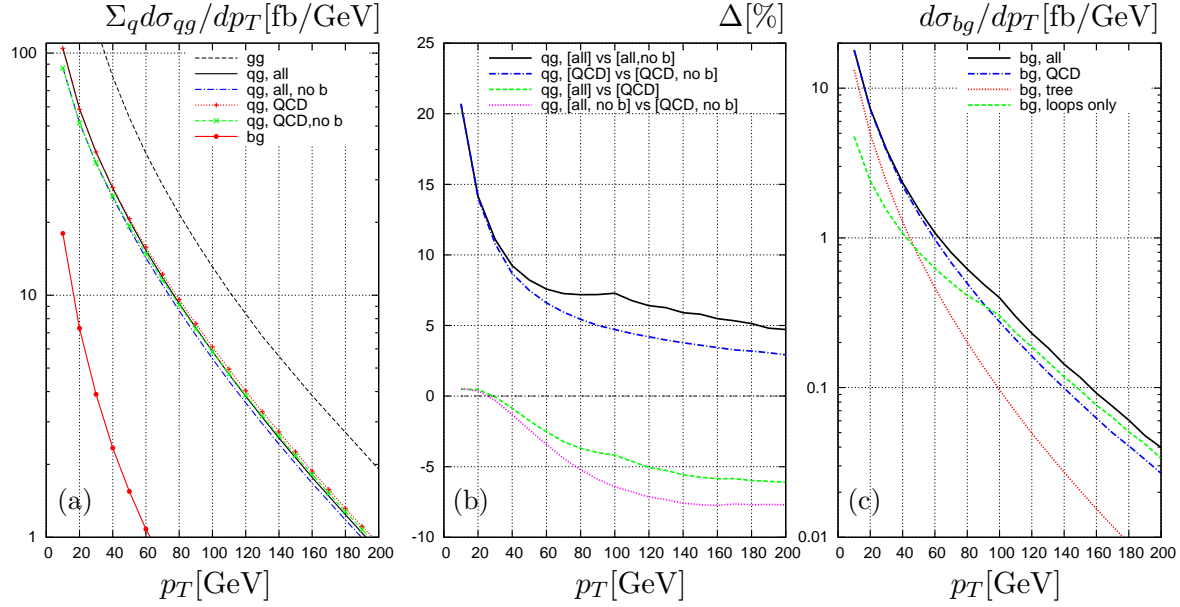 Σ_q dσ_{qg}/dp_T [fb/GeV]
100
10
1
0 20 40 60 80 100 120 140 160 180 200
gg
qg, all
qg, all, no b
qg, QCD
qg, QCD,no b
bg
(a)
p_T[GeV]
Δ[%]
25
20
15
10
5
0
-5
-10
0 20 40 60 80 100 120 140 160 180 200
qg, [all] vs [all,no b]
qg, [QCD] vs [QCD, no b]
qg, [all] vs [QCD]
qg, [all, no b] vs [QCD, no b]
(b)
p_T[GeV]
dσ_{bg}/dp_T [fb/GeV]
10
1
0.1
0.01
0 20 40 60 80 100 120 140 160 180 200
bg, all
bg, QCD
bg, tree
bg, loops only
(c)
p_T[GeV]